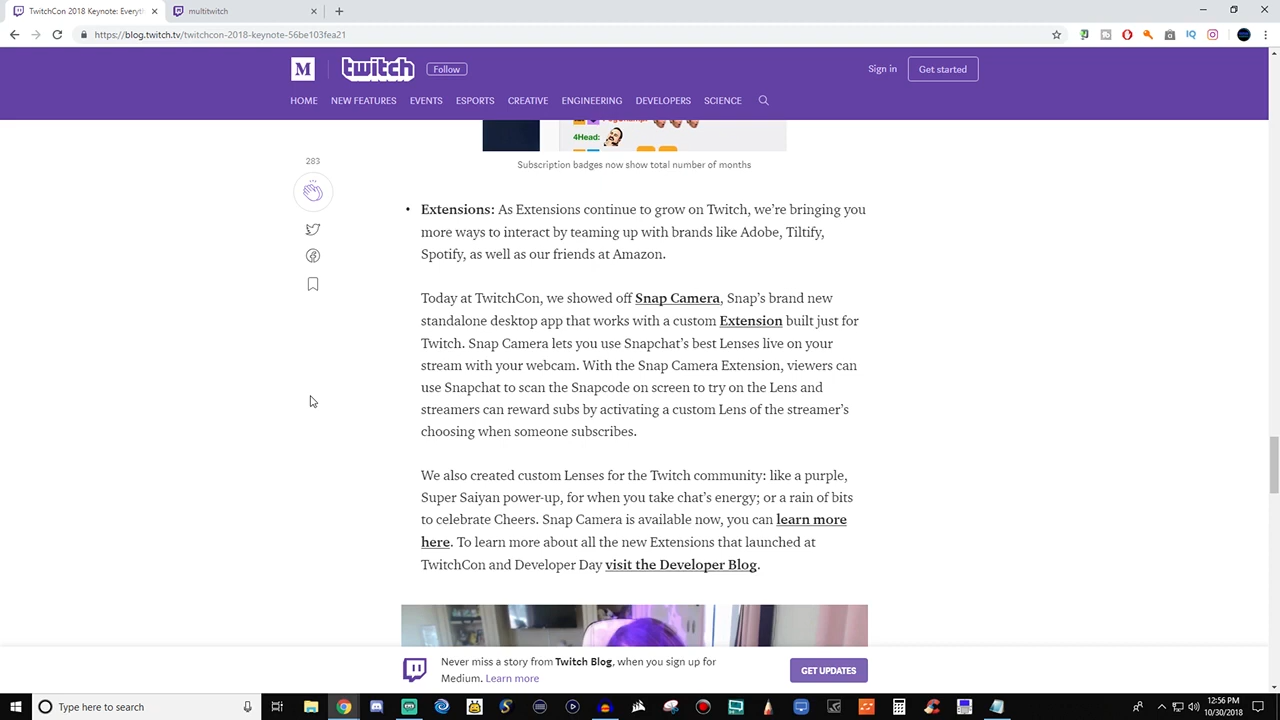 TwitchCon 2018 Keynote: Everyt
multitwitch
https://blog.twitch.tv/twitchcon-2018-keynote-56be103fea21
IQ
M
twitch
Follow
Sign in
Get started
HOME
NEW FEATURES
EVENTS
ESPORTS
CREATIVE
ENGINEERING
DEVELOPERS
SCIENCE
4Head:
Subscription badges now show total number of months
283
• Extensions: As Extensions continue to grow on Twitch, we’re bringing you
more ways to interact by teaming up with brands like Adobe, Tiltify,
Spotify, as well as our friends at Amazon.
Today at TwitchCon, we showed off Snap Camera, Snap’s brand new
standalone desktop app that works with a custom Extension built just for
Twitch. Snap Camera lets you use Snapchat’s best Lenses live on your
stream with your webcam. With the Snap Camera Extension, viewers can
use Snapchat to scan the Snapcode on screen to try on the Lens and
streamers can reward subs by activating a custom Lens of the streamer’s
choosing when someone subscribes.
We also created custom Lenses for the Twitch community: like a purple,
Super Saiyan power-up, for when you take chat’s energy; or a rain of bits
to celebrate Cheers. Snap Camera is available now, you can learn more
here. To learn more about all the new Extensions that launched at
TwitchCon and Developer Day visit the Developer Blog.
Never miss a story from Twitch Blog, when you sign up for
Medium. Learn more
GET UPDATES
Type here to search
12:56 PM
10/30/2018